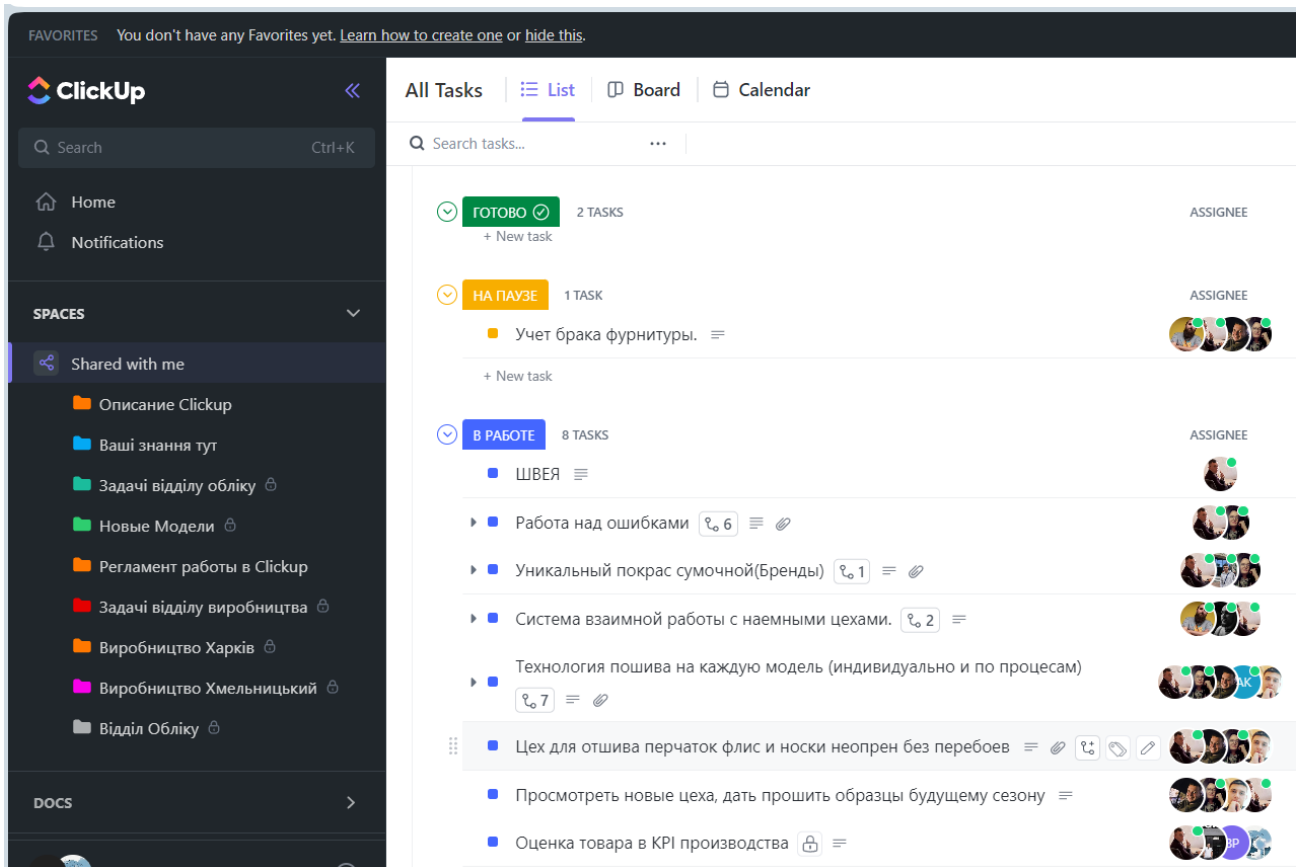 FAVORITES You don't have any Favorites yet. Learn how to create one or hide this.
ClickUp
Search Ctrl+K
Home
Notifications
SPACES
Shared with me
Описание Clickup
Ваші знання тут
Задачі відділу обліку
Новые Модели
Регламент работы в Clickup
Задачі відділу виробництва
Виробництво Харків
Виробництво Хмельницький
Відділ Обліку
DOCS
All Tasks List Board Calendar
Search tasks...
ГОТОВО 2 TASKS ASSIGNEE
+ New task
НА ПАУЗЕ 1 TASK ASSIGNEE
Учет брака фурнитуры.
+ New task
В РАБОТЕ 8 TASKS ASSIGNEE
ШВЕЯ
Работа над ошибками 6
Уникальный покрас сумочной(Бренды) 1
Система взаимной работы с наемными цехами. 2
Технология пошива на каждую модель (индивидуально и по процесам)
7 AK
Цех для отшива перчаток флис и носки неопрен без перебоев
Просмотреть новые цеха, дать прошить образцы будущему сезону
Оценка товара в KPI производства BP